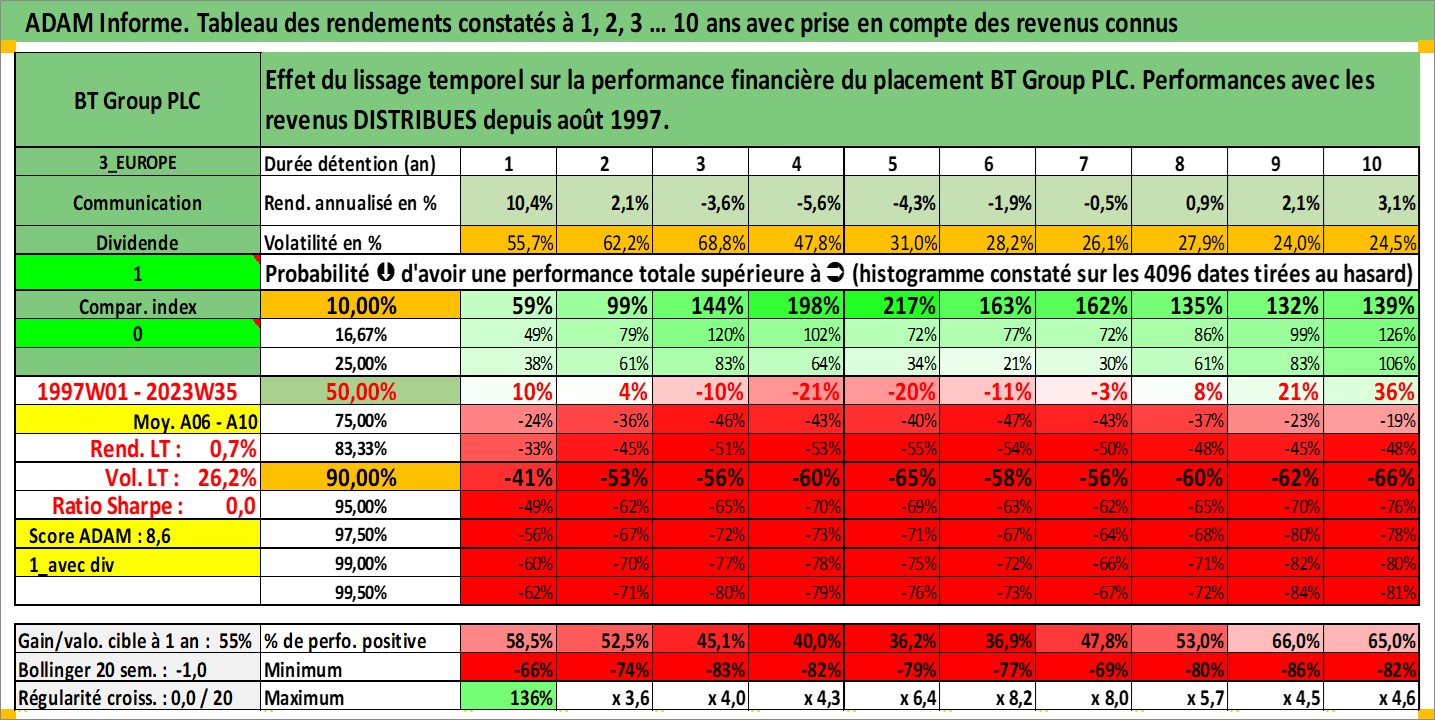 ADAM Informe. Tableau des rendements constatés à 1, 2, 3 ... 10 ans avec prise en compte des revenus connus
BT Group PLC
Effet du lissage temporel sur la performance financière du placement BT Group PLC. Performances avec les
revenus DISTRIBUES depuis août 1997.
3_EUROPE Durée détention (an) 1 2 3 4 5 6 7 8 9 10
Communication Rend. annualisé en % 10,4% 2,1% -3,6% -5,6% -4,3% -1,9% -0,5% 0,9% 2,1% 3,1%
Dividende Volatilité en % 55,7% 62,2% 68,8% 47,8% 31,0% 28,2% 26,1% 27,9% 24,0% 24,5%
1 Probabilité d'avoir une performance totale supérieure à (histogramme constaté sur les 4096 dates tirées au hasard)
Compar. index 10,00% 59% 99% 144% 198% 217% 163% 162% 135% 132% 139%
0 16,67% 49% 79% 120% 102% 72% 77% 72% 86% 99% 126%
25,00% 38% 61% 83% 64% 34% 21% 30% 61% 83% 106%
1997W01 - 2023W35 50,00% 10% 4% -10% -21% -20% -11% -3% 8% 21% 36%
Moy. A06 - A10 75,00% -24% -36% -46% -43% -40% -47% -43% -37% -23% -19%
Rend. LT : 0,7% 83,33% -33% -45% -51% -53% -55% -54% -50% -48% -45% -48%
Vol. LT : 26,2% 90,00% -41% -53% -56% -60% -65% -58% -56% -60% -62% -66%
Ratio Sharpe : 0,0 95,00% -49% -62% -65% -70% -69% -63% -62% -65% -70% -76%
Score ADAM : 8,6 97,50% -56% -67% -72% -73% -71% -67% -64% -68% -80% -78%
1_avec div 99,00% -60% -70% -77% -78% -75% -72% -66% -71% -82% -80%
99,50% -62% -71% -80% -79% -76% -73% -67% -72% -84% -81%
Gain/valo. cible à 1 an : 55% % de perfo. positive 58,5% 52,5% 45,1% 40,0% 36,2% 36,9% 47,8% 53,0% 66,0% 65,0%
Bollinger 20 sem. : -1,0 Minimum -66% -74% -83% -82% -79% -77% -69% -80% -86% -82%
Régularité croiss. : 0,0 / 20 Maximum 136% x 3,6 x 4,0 x 4,3 x 6,4 x 8,2 x 8,0 x 5,7 x 4,5 x 4,6